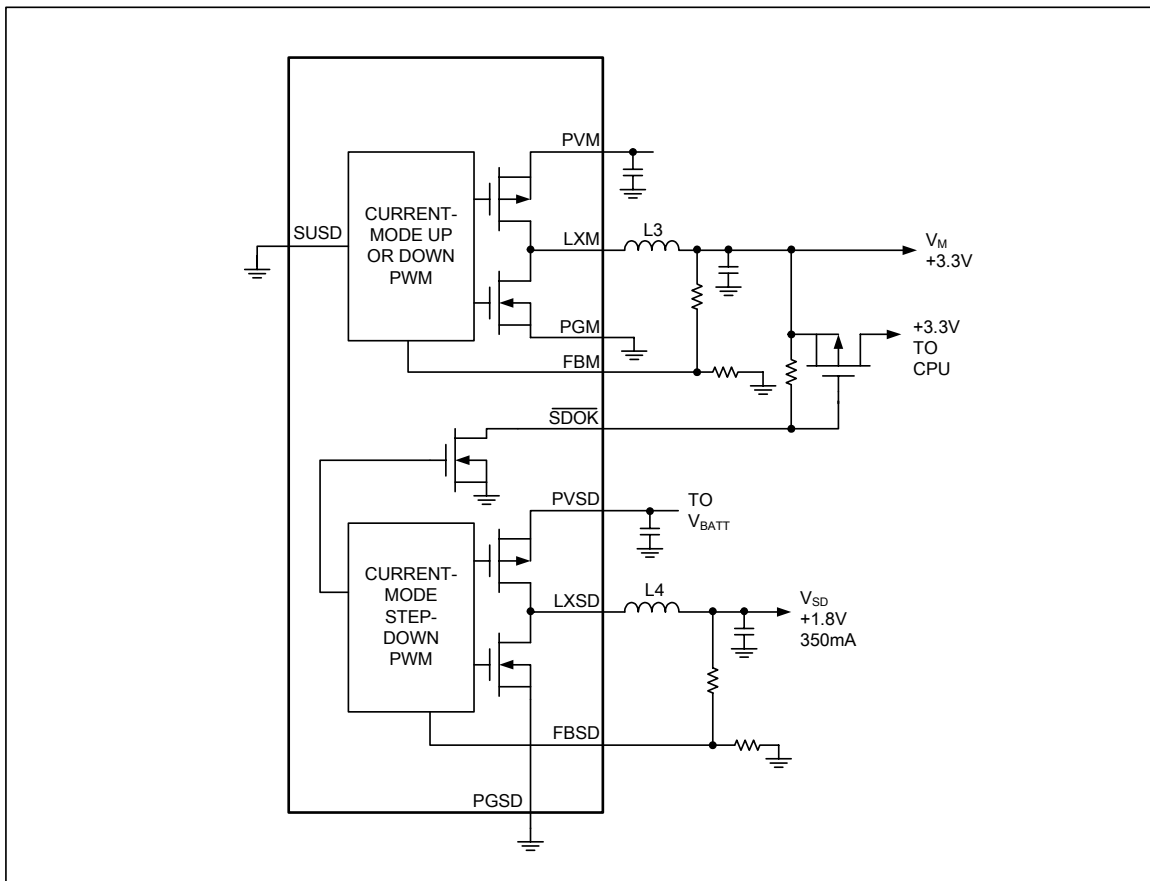 PVM
CURRENT-
MODE UP
OR DOWN
PWM
SUSD
LXM
L3
VM
+3.3V
PGM
+3.3V
TO
CPU
FBM
SDOK
PVSD
TO
VBATT
CURRENT-
MODE
STEP-
DOWN
PWM
LXSD
L4
VSD
+1.8V
350mA
FBSD
PGSD